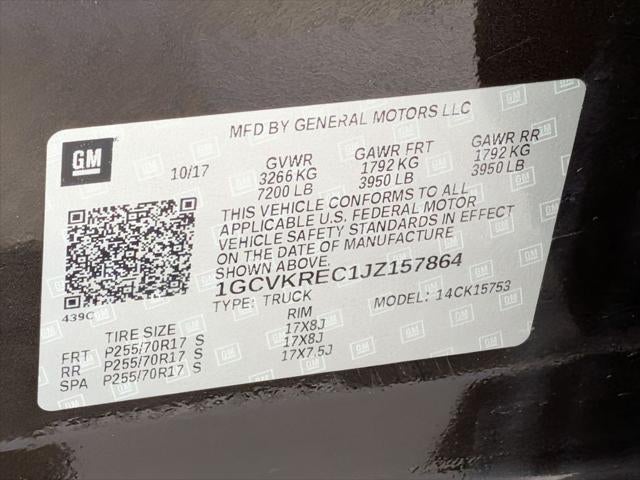 MFD BY GENERAL MOTORS LLC
GM
10/17
GVWR
3266 KG
7200 LB
GAWR FRT
1792 KG
3950 LB
GAWR RR
1792 KG
3950 LB
THIS VEHICLE CONFORMS TO ALL
APPLICABLE U.S. FEDERAL MOTOR
VEHICLE SAFETY STANDARDS IN EFFECT
ON THE DATE OF MANUFACTURE
SHOWN ABOVE.
1GCVKREC1JZ157864
TYPE: TRUCK MODEL: 14CK15753
439C
TIRE SIZE RIM
FRT P255/70R17 S 17X8J
RR P255/70R17 S 17X8J
SPA P255/70R17 S 17X7.5J